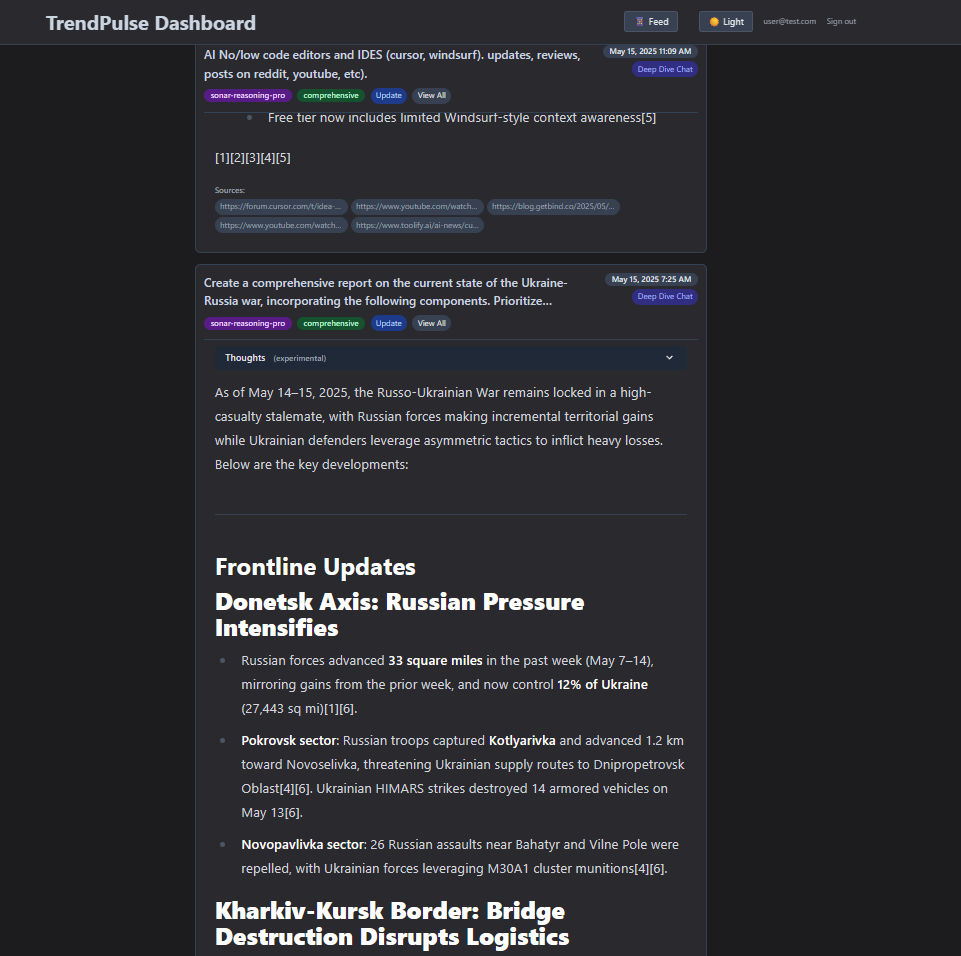 TrendPulse Dashboard
Feed
Light
user@test.com
Sign out
AI No/low code editors and IDES (cursor, windsurf). updates, reviews,
posts on reddit, youtube, etc).
May 15, 2025 11:09 AM
Deep Dive Chat
sonar-reasoning-pro
comprehensive
Update
View All
Free tier now includes limited Windsurf-style context awareness[5]
[1][2][3][4][5]
Sources:
https://forum.cursor.com/t/idea-...
https://www.youtube.com/watch...
https://blog.getbind.co/2025/05/...
https://www.youtube.com/watch...
https://www.toolify.ai/ai-news/cu...
Create a comprehensive report on the current state of the Ukraine-
Russia war, incorporating the following components. Prioritize...
May 15, 2025 7:25 AM
Deep Dive Chat
sonar-reasoning-pro
comprehensive
Update
View All
Thoughts (experimental)
As of May 14–15, 2025, the Russo-Ukrainian War remains locked in a high-
casualty stalemate, with Russian forces making incremental territorial gains
while Ukrainian defenders leverage asymmetric tactics to inflict heavy losses.
Below are the key developments:
Frontline Updates
Donetsk Axis: Russian Pressure
Intensifies
Russian forces advanced 33 square miles in the past week (May 7–14),
mirroring gains from the prior week, and now control 12% of Ukraine
(27,443 sq mi)[1][6].
Pokrovsk sector: Russian troops captured Kotlyarivka and advanced 1.2 km
toward Novoselivka, threatening Ukrainian supply routes to Dnipropetrovsk
Oblast[4][6]. Ukrainian HIMARS strikes destroyed 14 armored vehicles on
May 13[6].
Novopavlivka sector: 26 Russian assaults near Bahatyr and Vilne Pole were
repelled, with Ukrainian forces leveraging M30A1 cluster munitions[4][6].
Kharkiv-Kursk Border: Bridge
Destruction Disrupts Logistics